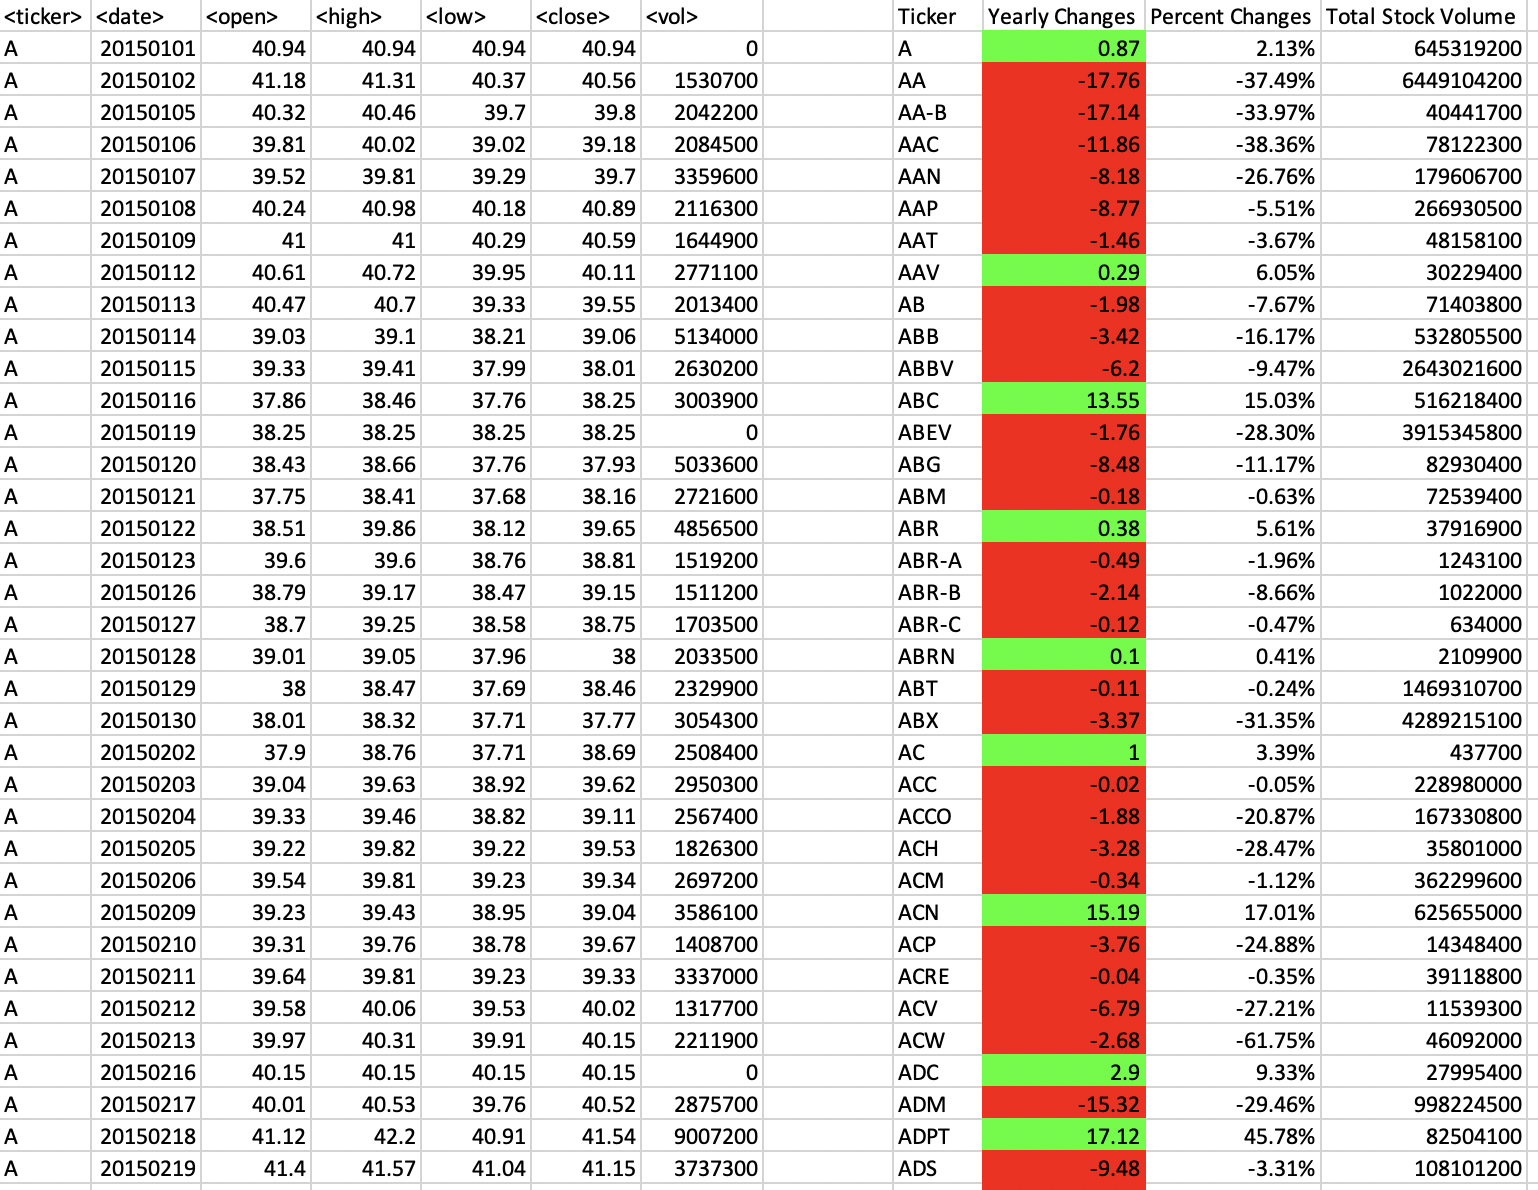 <ticker> <date> <open> <high> <low> <close> <vol> Ticker Yearly Changes Percent Changes Total Stock Volume
A 20150101 40.94 40.94 40.94 40.94 0 A 0.87 2.13% 645319200
A 20150102 41.18 41.31 40.37 40.56 1530700 AA -17.76 -37.49% 6449104200
A 20150105 40.32 40.46 39.7 39.8 2042200 AA-B -17.14 -33.97% 40441700
A 20150106 39.81 40.02 39.02 39.18 2084500 AAC -11.86 -38.36% 78122300
A 20150107 39.52 39.81 39.29 39.7 3359600 AAN -8.18 -26.76% 179606700
A 20150108 40.24 40.98 40.18 40.89 2116300 AAP -8.77 -5.51% 266930500
A 20150109 41 41 40.29 40.59 1644900 AAT -1.46 -3.67% 48158100
A 20150112 40.61 40.72 39.95 40.11 2771100 AAV 0.29 6.05% 30229400
A 20150113 40.47 40.7 39.33 39.55 2013400 AB -1.98 -7.67% 71403800
A 20150114 39.03 39.1 38.21 39.06 5134000 ABB -3.42 -16.17% 532805500
A 20150115 39.33 39.41 37.99 38.01 2630200 ABBV -6.2 -9.47% 2643021600
A 20150116 37.86 38.46 37.76 38.25 3003900 ABC 13.55 15.03% 516218400
A 20150119 38.25 38.25 38.25 38.25 0 ABEV -1.76 -28.30% 3915345800
A 20150120 38.43 38.66 37.76 37.93 5033600 ABG -8.48 -11.17% 82930400
A 20150121 37.75 38.41 37.68 38.16 2721600 ABM -0.18 -0.63% 72539400
A 20150122 38.51 39.86 38.12 39.65 4856500 ABR 0.38 5.61% 37916900
A 20150123 39.6 39.6 38.76 38.81 1519200 ABR-A -0.49 -1.96% 1243100
A 20150126 38.79 39.17 38.47 39.15 1511200 ABR-B -2.14 -8.66% 1022000
A 20150127 38.7 39.25 38.58 38.75 1703500 ABR-C -0.12 -0.47% 634000
A 20150128 39.01 39.05 37.96 38 2033500 ABRN 0.1 0.41% 2109900
A 20150129 38 38.47 37.69 38.46 2329900 ABT -0.11 -0.24% 1469310700
A 20150130 38.01 38.32 37.71 37.77 3054300 ABX -3.37 -31.35% 4289215100
A 20150202 37.9 38.76 37.71 38.69 2508400 AC 1 3.39% 437700
A 20150203 39.04 39.63 38.92 39.62 2950300 ACC -0.02 -0.05% 228980000
A 20150204 39.33 39.46 38.82 39.11 2567400 ACCO -1.88 -20.87% 167330800
A 20150205 39.22 39.82 39.22 39.53 1826300 ACH -3.28 -28.47% 35801000
A 20150206 39.54 39.81 39.23 39.34 2697200 ACM -0.34 -1.12% 362299600
A 20150209 39.23 39.43 38.95 39.04 3586100 ACN 15.19 17.01% 625655000
A 20150210 39.31 39.76 38.78 39.67 1408700 ACP -3.76 -24.88% 14348400
A 20150211 39.64 39.81 39.23 39.33 3337000 ACRE -0.04 -0.35% 39118800
A 20150212 39.58 40.06 39.53 40.02 1317700 ACV -6.79 -27.21% 11539300
A 20150213 39.97 40.31 39.91 40.15 2211900 ACW -2.68 -61.75% 46092000
A 20150216 40.15 40.15 40.15 40.15 0 ADC 2.9 9.33% 27995400
A 20150217 40.01 40.53 39.76 40.52 2875700 ADM -15.32 -29.46% 998224500
A 20150218 41.12 42.2 40.91 41.54 9007200 ADPT 17.12 45.78% 82504100
A 20150219 41.4 41.57 41.04 41.15 3737300 ADS -9.48 -3.31% 108101200